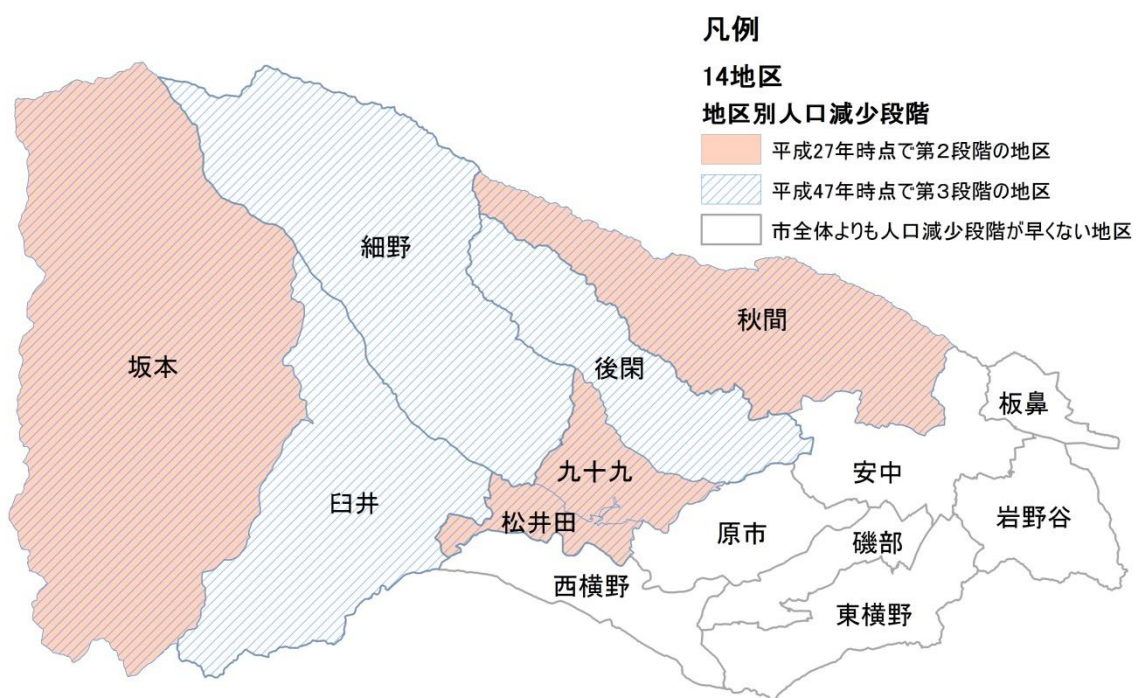 凡例
14地区
地区別人口減少段階
平成27年時点で第2段階の地区
平成47年時点で第3段階の地区
市全体よりも人口減少段階が早くない地区
細野
秋間
坂本
後閑
板鼻
九十九
安中
臼井
松井田
原市
磯部
岩野谷
西横野
東横野